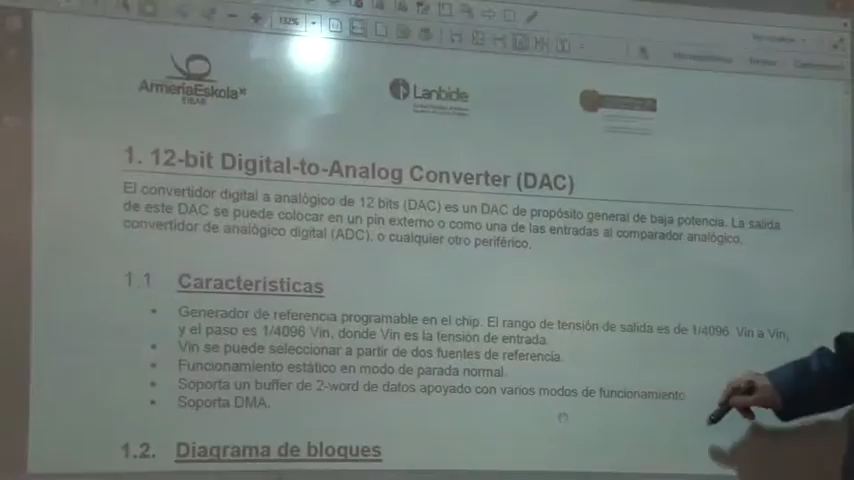 132%
ArmeríaEskola
EIBAR
Lanbide
1. 12-bit Digital-to-Analog Converter (DAC)
El convertidor digital a analógico de 12 bits (DAC) es un DAC de propósito general de baja potencia. La salida
de este DAC se puede colocar en un pin externo o como una de las entradas al comparador analógico,
convertidor de analógico digital (ADC), o cualquier otro periférico.
1.1 Características
• Generador de referencia programable en el chip. El rango de tensión de salida es de 1/4096 Vin a Vin,
y el paso es 1/4096 Vin, donde Vin es la tensión de entrada.
• Vin se puede seleccionar a partir de dos fuentes de referencia.
• Funcionamiento estático en modo de parada normal.
• Soporta un buffer de 2-word de datos apoyado con varios modos de funcionamiento
• Soporta DMA.
1.2. Diagrama de bloques